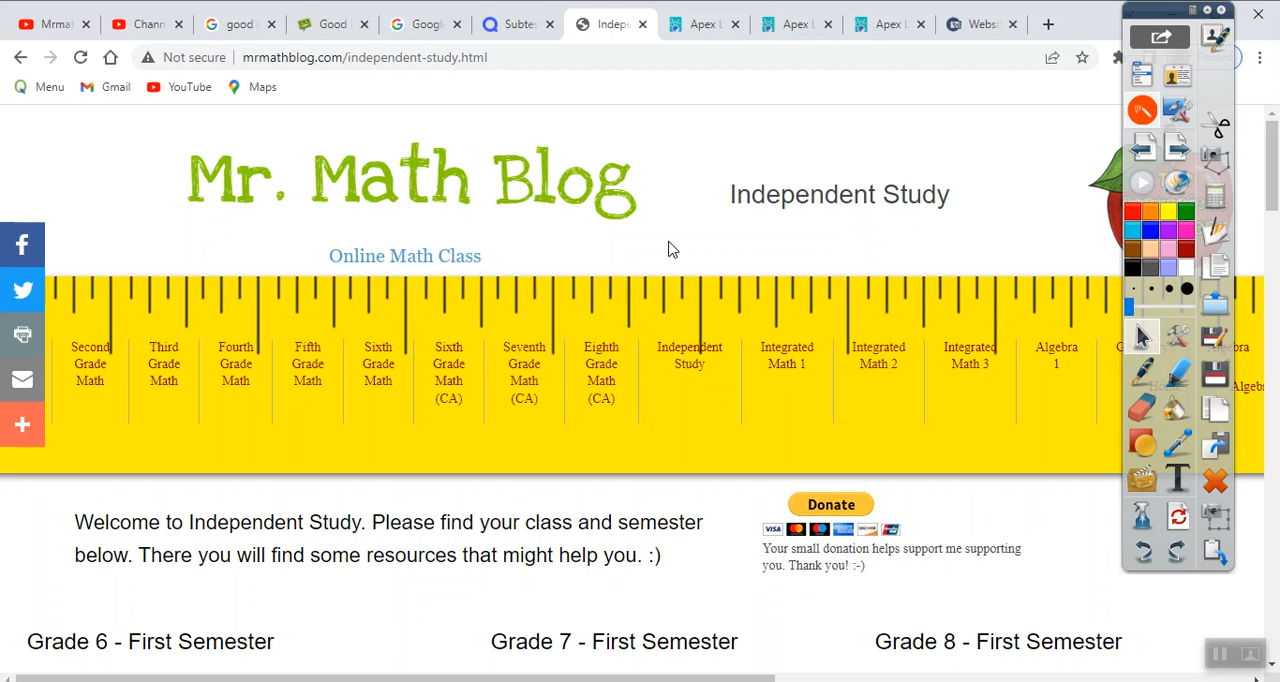 Mrmat
Chann
good
Good
Google
Subtes
Indepe
Apex L
Apex L
Apex L
Websi
Not secure
mrmathblog.com/independent-study.html
Menu
Gmail
YouTube
Maps
Mr. Math Blog
Independent Study
Online Math Class
Second
Grade
Math
Third
Grade
Math
Fourth
Grade
Math
Fifth
Grade
Math
Sixth
Grade
Math
Sixth
Grade
Math
(CA)
Seventh
Grade
Math
(CA)
Eighth
Grade
Math
(CA)
Independent
Study
Integrated
Math 1
Integrated
Math 2
Integrated
Math 3
Algebra
1
Welcome to Independent Study. Please find your class and semester
below. There you will find some resources that might help you. :)
Donate
VISA
Your small donation helps support me supporting
you. Thank you! :-)
Grade 6 - First Semester
Grade 7 - First Semester
Grade 8 - First Semester